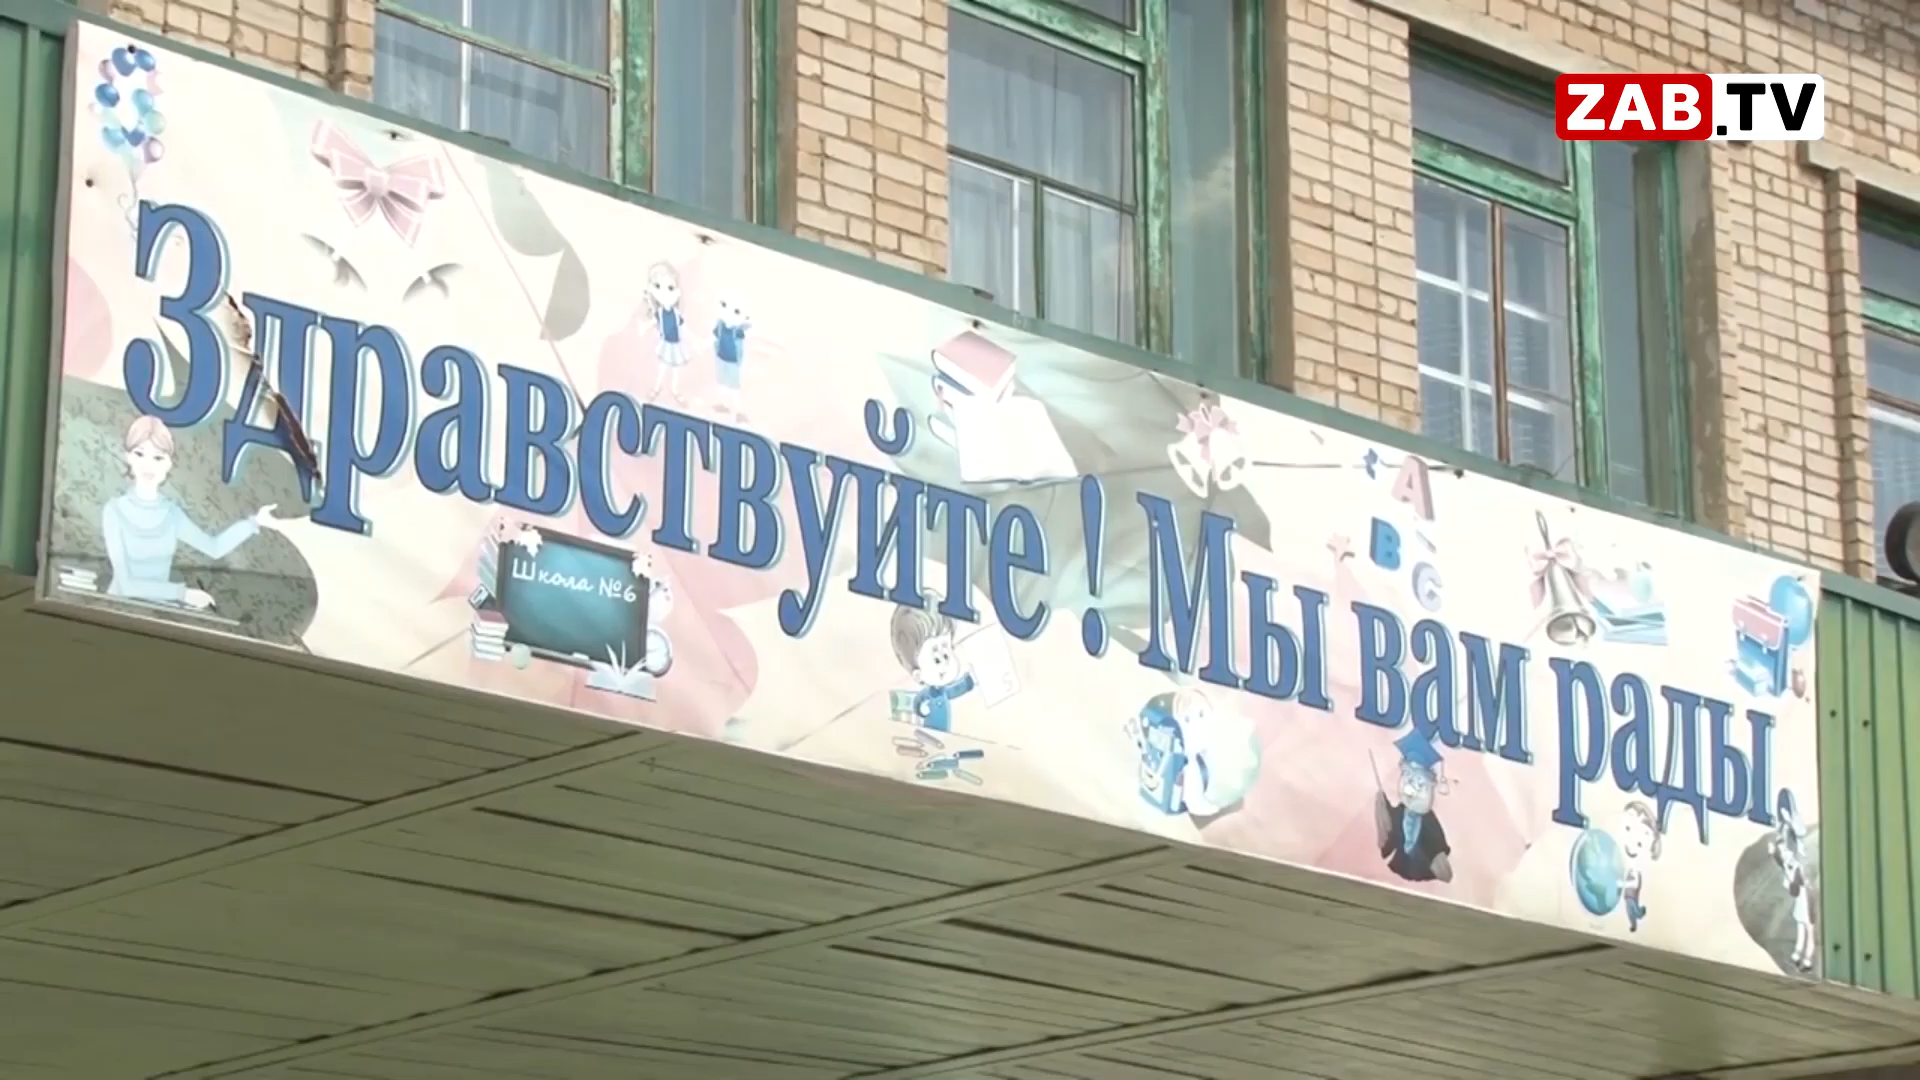 ZAB.TV
Здравствуйте! Мы вам рады.
Школа №6
А
В
С